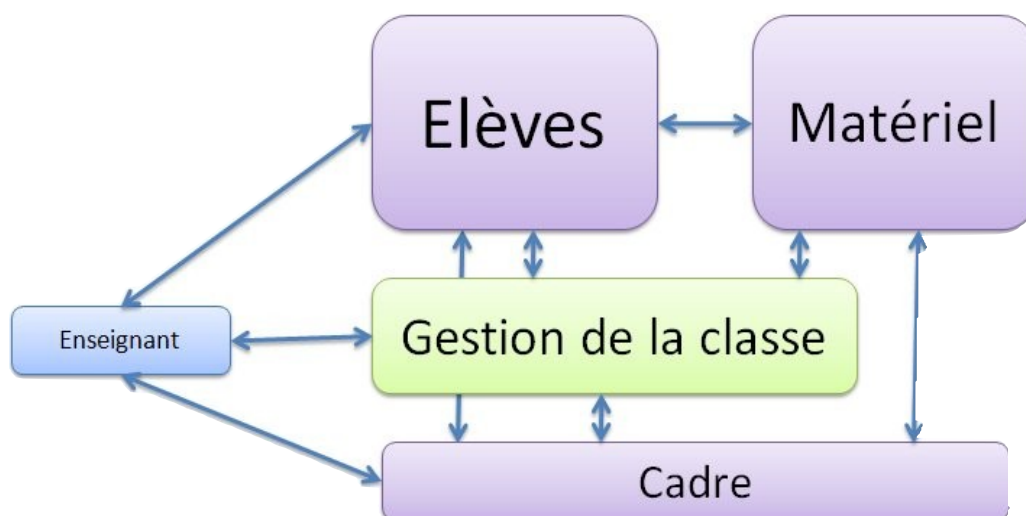 Elèves
Matériel
Enseignant
Gestion de la classe
Cadre